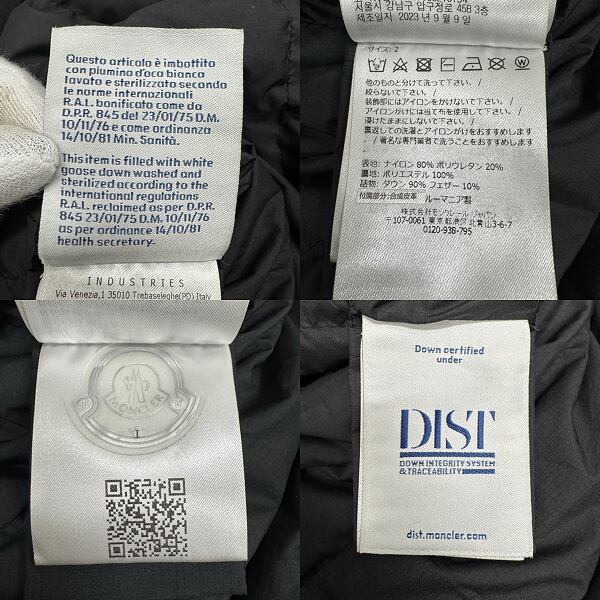 Questo articolo è imbottito
con piumino d'oca bianca
lavato e sterilizzato secondo
le norme internazionali
R.A.L. bonificato come da
D.P.R. 845 del 23/01/75 D.M.
10/11/76 e come ordinanza
14/10/81 Min. Sanità.
This item is filled with white
goose down washed and
sterilized according to the
international regulations
R.A.L. reclaimed as per D.P.R.
845 23/01/75 D.M. 10/11/76
as per ordinance 14/10/81
health secretary.
INDUSTRIES
Via Venezia,1 35010 Trebaseleghe(PD) Italy
서울시 강남구 압구정로 458 3층
제조일자: 2023 년 9 월 9 일
サイズ: 2
他のものと分けて洗って下さい。/
絞らないで下さい。/
装飾部にはアイロンをかけないで下さい。/
アイロンがけには当て布を使用して下さい。/
浸けたままにしないで下さい。/
裏返しての洗濯とアイロンがけをおすすめします
/ 著名な専門業者で洗うことをおすすめします
表地: ナイロン 80% ポリウレタン 20%
裏地: ポリエステル 100%
詰物: ダウン 90% フェザー 10%
付属部分: 合成皮革 ルーマニア製
株式会社モンクレール ジャパン
〒107-0061 東京都港区北青山3-6-7
0120-938-795
MONCLER
Down certified
under
DIST
DOWN INTEGRITY SYSTEM
& TRACEABILITY
dist.moncler.com